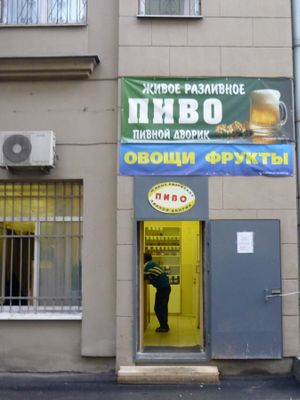 ЖИВОЕ РАЗЛИВНОЕ
ПИВО
ПИВНОЙ ДВОРИК
ОВОЩИ ФРУКТЫ
ПИВО